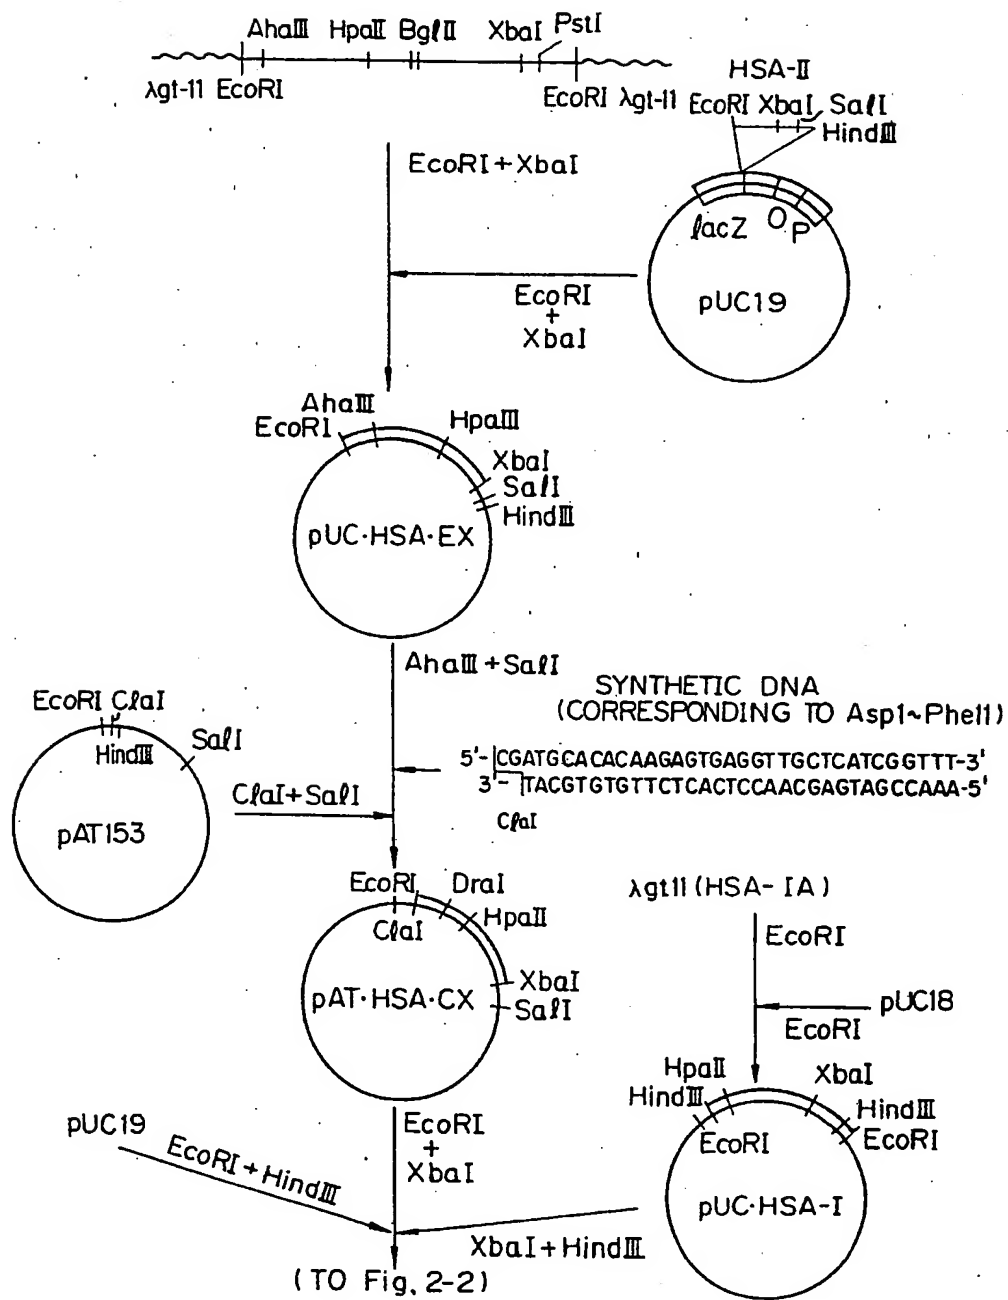 AhaIII HpaII BglII XbaI PstI
λgt-11 EcoRI
EcoRI λgt-11
HSA-II
EcoRI XbaI SalI
HindIII
EcoRI+XbaI
lacZ O P
pUC19
EcoRI
+
XbaI
AhaIII
EcoRI
HpaIII
XbaI
SalI
HindIII
pUC·HSA·EX
AhaIII+SalI
SYNTHETIC DNA
(CORRESPONDING TO Asp1~Phe11)
5'-CGATGCACACAAGAGTGAGGTTGCTCATCGGTTT-3'
3'-TACGTGTGTTCTCACTCCAACGAGTAGCCAAA-5'
ClaI
EcoRI ClaI
HindIII
SalI
pAT153
ClaI+SalI
EcoRI DraI
ClaI
HpaII
XbaI
SalI
pAT·HSA·CX
λgt11(HSA-IA)
EcoRI
pUC18
EcoRI
HpaII
HindIII
XbaI
HindIII
EcoRI
EcoRI
pUC·HSA-I
pUC19
EcoRI+HindIII
EcoRI
+
XbaI
XbaI+HindIII
(TO Fig. 2-2)